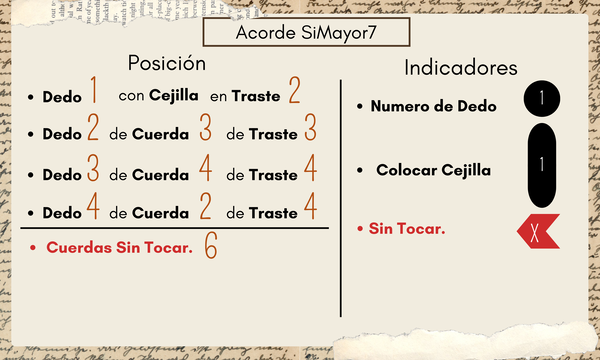 Acorde SiMayor7
Posición
Dedo 1 con Cejilla en Traste 2
Dedo 2 de Cuerda 3 de Traste 3
Dedo 3 de Cuerda 4 de Traste 4
Dedo 4 de Cuerda 2 de Traste 4
Cuerdas Sin Tocar. 6
Indicadores
Numero de Dedo 1
Colocar Cejilla 1
Sin Tocar. X